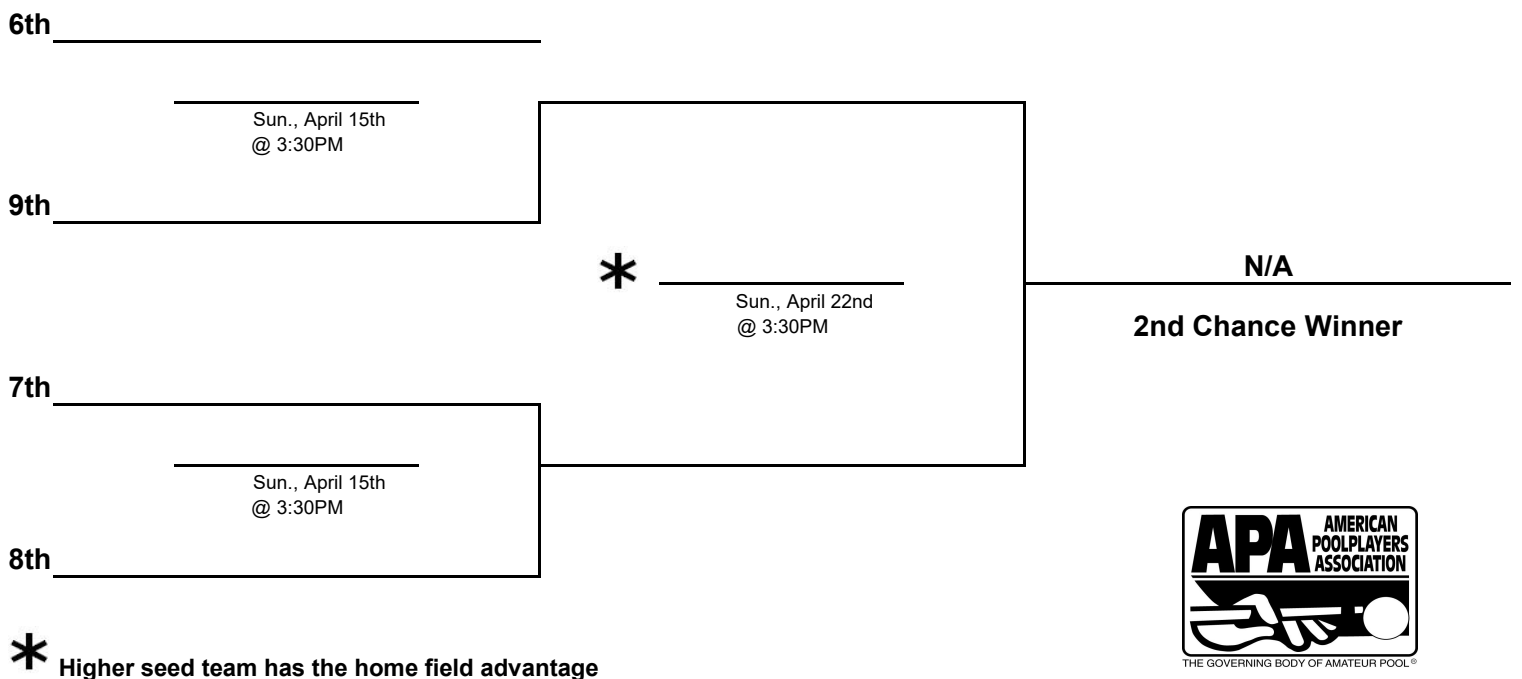 6th
Sun., April 15th
@ 3:30PM
9th
*
Sun., April 22nd
@ 3:30PM
N/A
2nd Chance Winner
7th
Sun., April 15th
@ 3:30PM
8th
APA AMERICAN
POOLPLAYERS
ASSOCIATION
THE GOVERNING BODY OF AMATEUR POOL®
* Higher seed team has the home field advantage